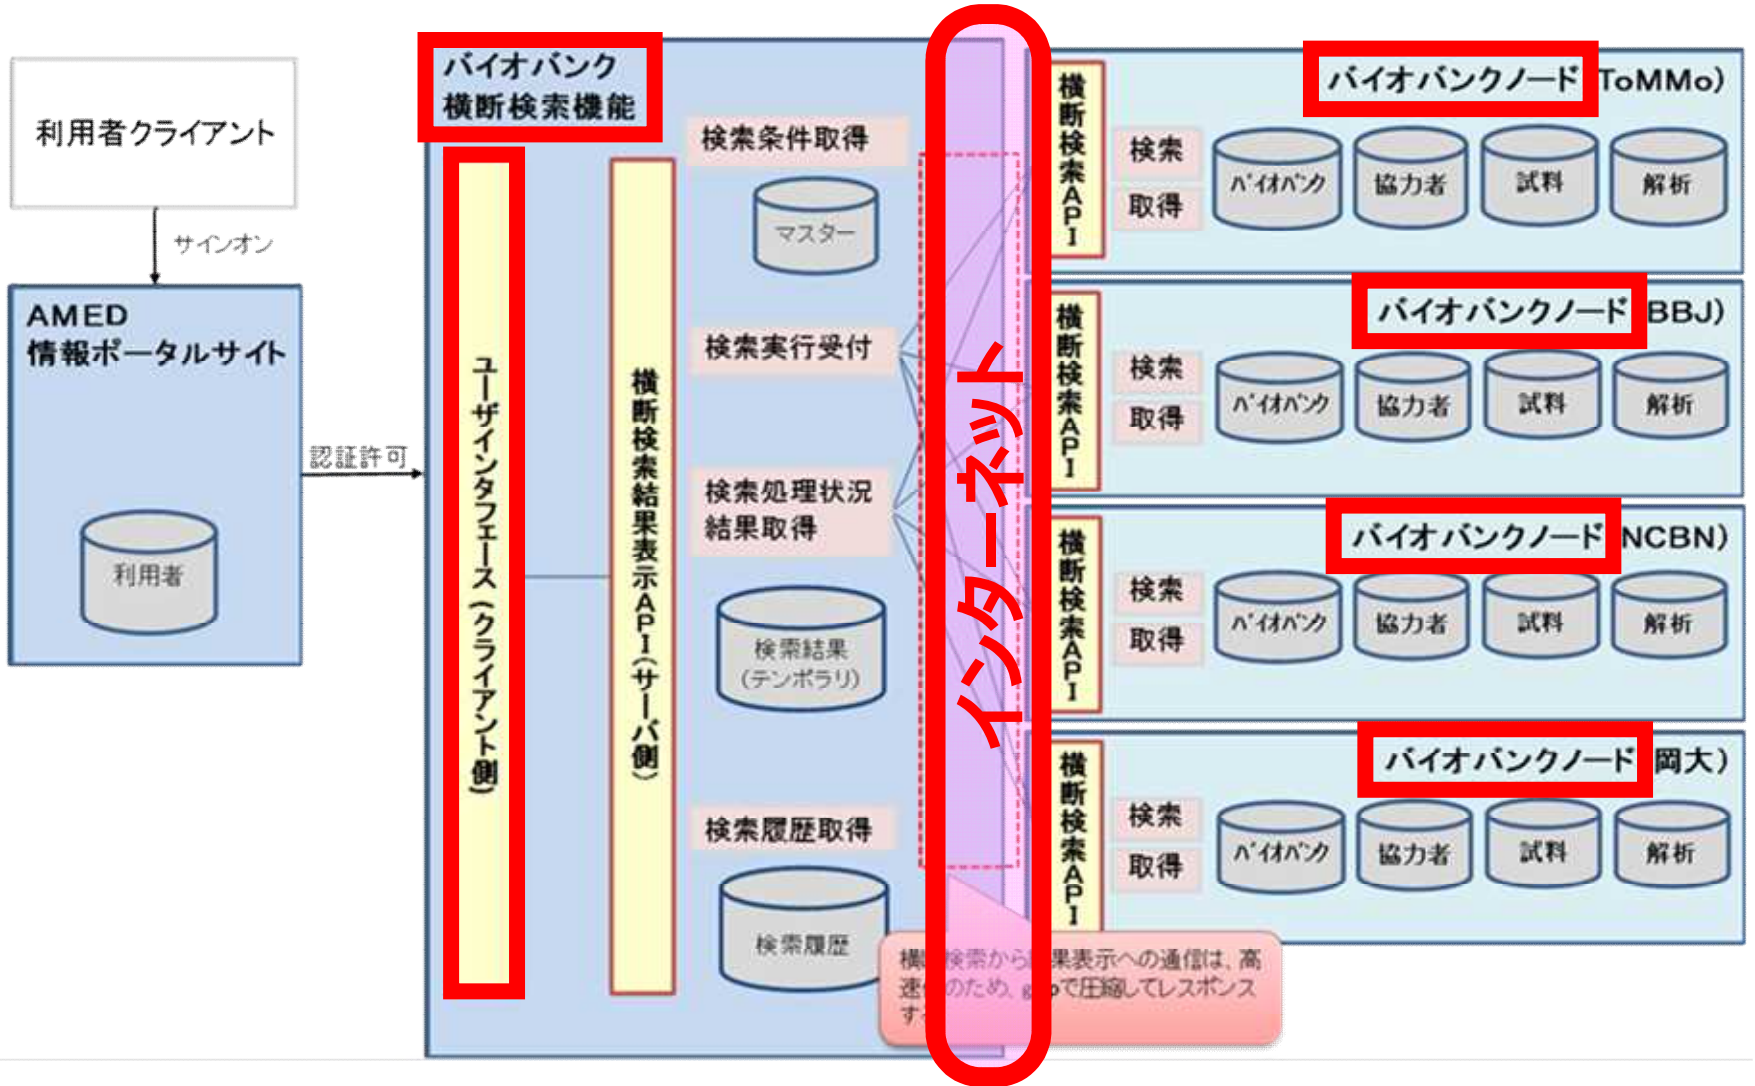 利用者クライアント
サインオン
AMED
情報ポータルサイト
利用者
認証許可
バイオバンク
横断検索機能
ユーザインタフェース(クライアント側)
横断検索結果表示API(サーバ側)
検索条件取得
マスター
検索実行受付
検索処理状況
結果取得
検索結果
(テンポラリ)
検索履歴取得
検索履歴
インターネット
横断検索API
バイオバンクノード
ToMMo)
検索
取得
バイオバンク
協力者
試料
解析
横断検索API
バイオバンクノード
BBJ)
検索
取得
バイオバンク
協力者
試料
解析
横断検索API
バイオバンクノード
NCBN)
検索
取得
バイオバンク
協力者
試料
解析
横断検索API
バイオバンクノード
岡大)
検索
取得
バイオバンク
協力者
試料
解析
横 検索から 果表示への通信は、高
速 のため、 で圧縮してレスポンス
す